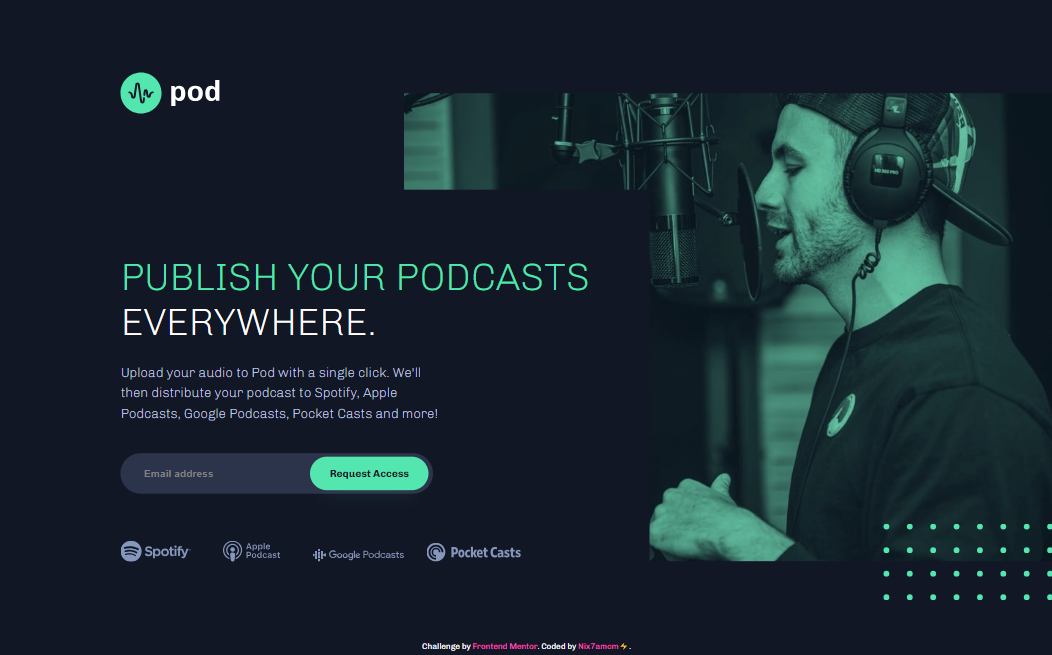 pod
PUBLISH YOUR PODCASTS
EVERYWHERE.
Upload your audio to Pod with a single click. We'll
then distribute your podcast to Spotify, Apple
Podcasts, Google Podcasts, Pocket Casts and more!
Email address
Request Access
Spotify
Apple
Podcast
Google Podcasts
Pocket Casts
Challenge by Frontend Mentor. Coded by Nix7amcm⚡.